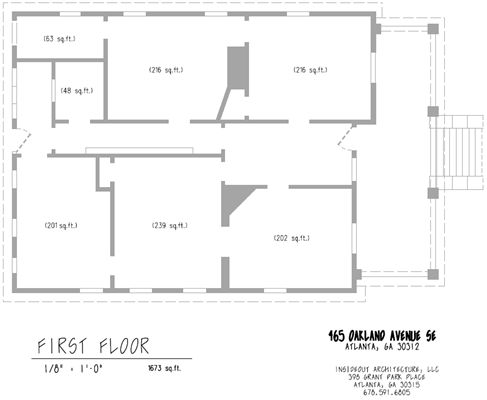 (63 sq.ft.)
(216 sq.ft.)
(216 sq.ft.)
(48 sq.ft.)
(201 sq.ft.)
(239 sq.ft.)
(202 sq.ft.)
FIRST FLOOR
1/8" = 1'-0"
1673 sq.ft.
465 OAKLAND AVENUE SE
ATLANTA, GA 30312
INSIDEOUT ARCHITECTURE, LLC
398 GRANT PARK PLACE
ATLANTA, GA 30315
678.591.6805